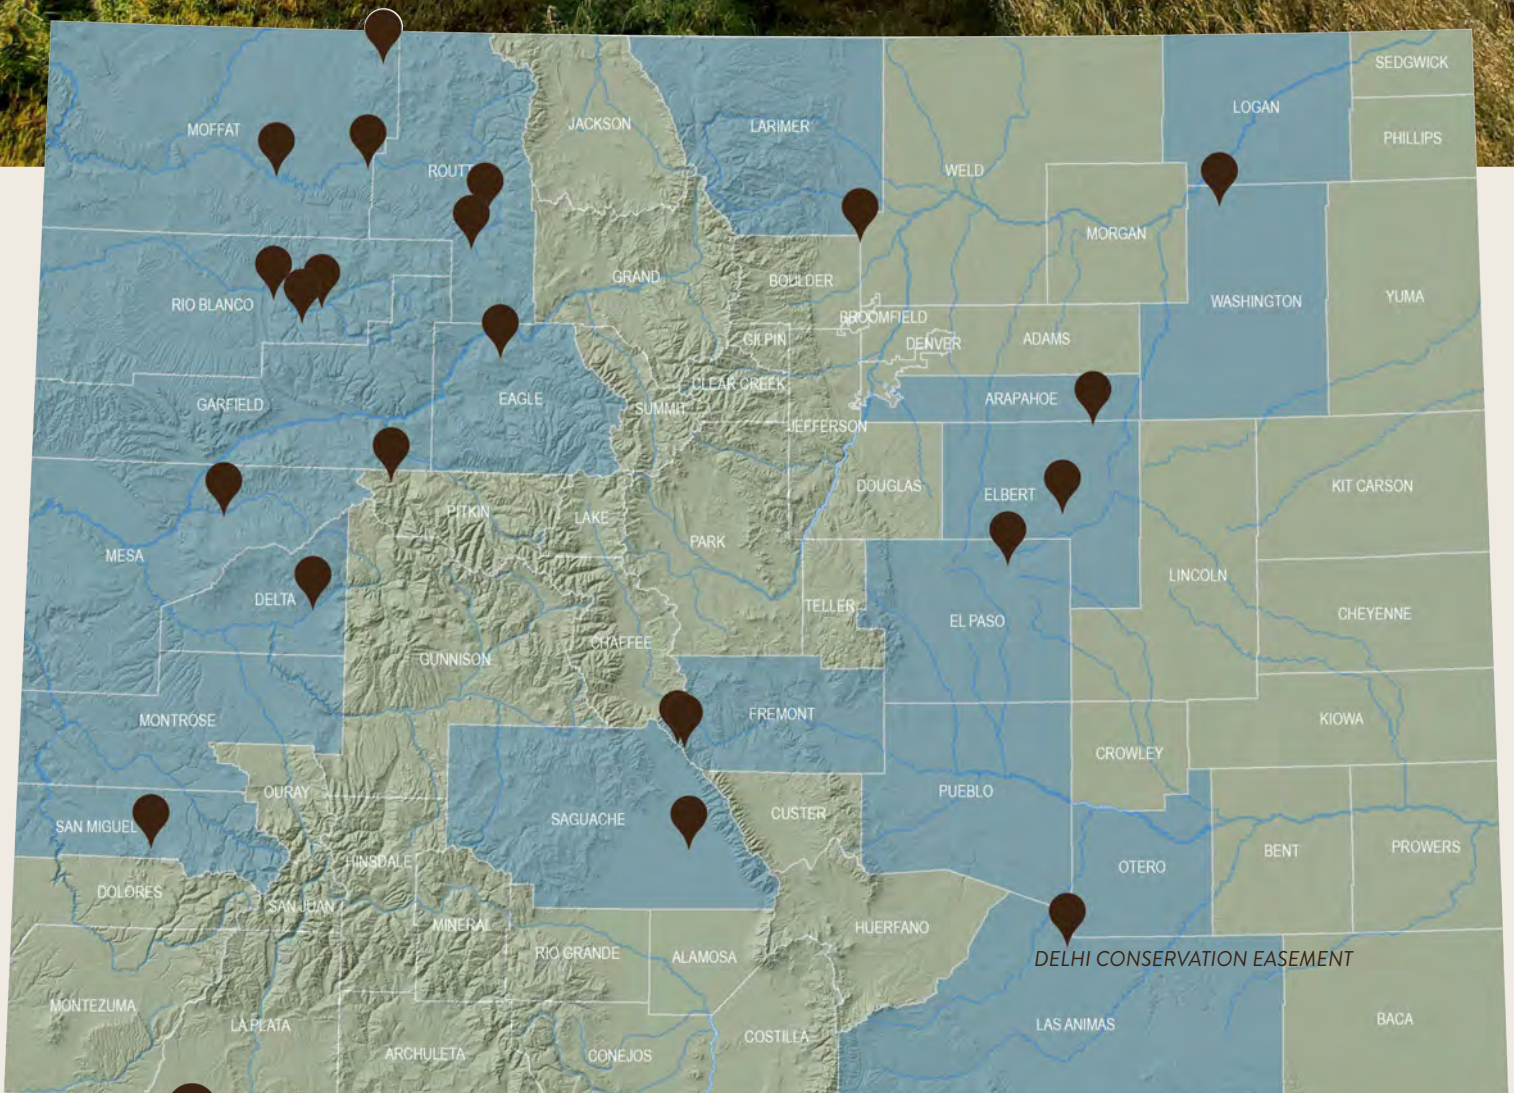 SEDGWICK
LOGAN
JACKSON
LARIMER
MOFFAT
PHILLIPS
ROUTT
WELD
MORGAN
GRAND
BOULDER
RIO BLANCO
WASHINGTON
YUMA
BROOMFIELD
GILPIN
DENVER
ADAMS
CLEAR CREEK
EAGLE
ARAPAHOE
GARFIELD
SUMMIT
JEFFERSON
DOUGLAS
ELBERT
KIT CARSON
PITKIN
LAKE
PARK
MESA
LINCOLN
DELTA
TELLER
CHEYENNE
EL PASO
CHAFFEE
GUNNISON
MONTROSE
FREMONT
KIOWA
CROWLEY
OURAY
PUEBLO
SAN MIGUEL
SAGUACHE
CUSTER
HINSDALE
BENT
PROWERS
OTERO
DOLORES
SAN JUAN
MINERAL
HUERFANO
RIO GRANDE
ALAMOSA
DELHI CONSERVATION EASEMENT
MONTEZUMA
LA PLATA
LAS ANIMAS
BACA
COSTILLA
ARCHULETA
CONEJOS